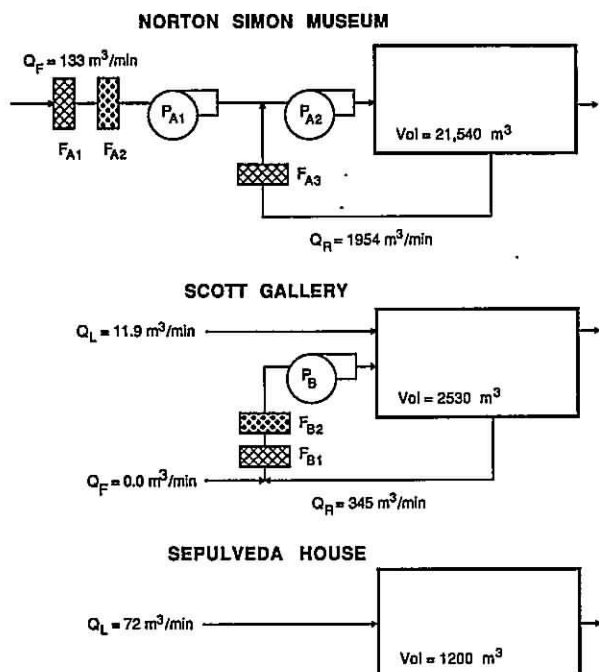 NORTON SIMON MUSEUM
Q_F = 133 m³/min
P_A1
P_A2
Vol = 21,540 m³
F_A1
F_A2
F_A3
Q_R = 1954 m³/min
SCOTT GALLERY
Q_L = 11.9 m³/min
P_B
Vol = 2530 m³
F_B2
F_B1
Q_F = 0.0 m³/min
Q_R = 345 m³/min
SEPULVEDA HOUSE
Q_L = 72 m³/min
Vol = 1200 m³